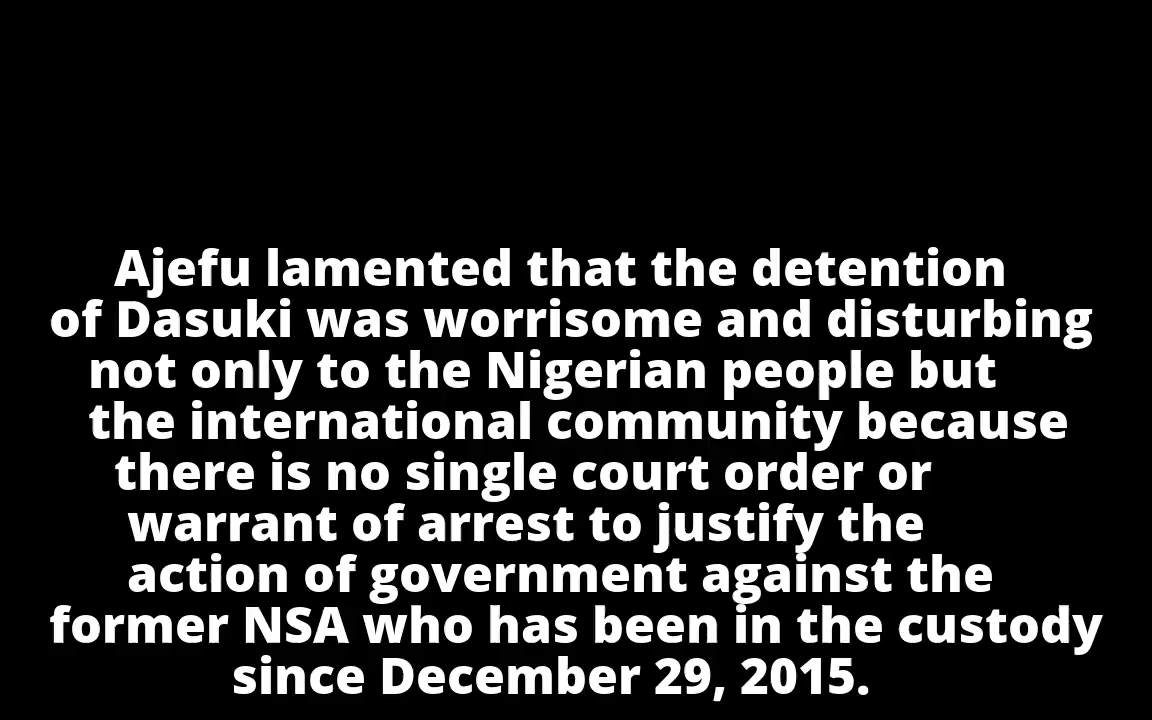 Ajefu lamented that the detention
of Dasuki was worrisome and disturbing
not only to the Nigerian people but
the international community because
there is no single court order or
warrant of arrest to justify the
action of government against the
former NSA who has been in the custody
since December 29, 2015.